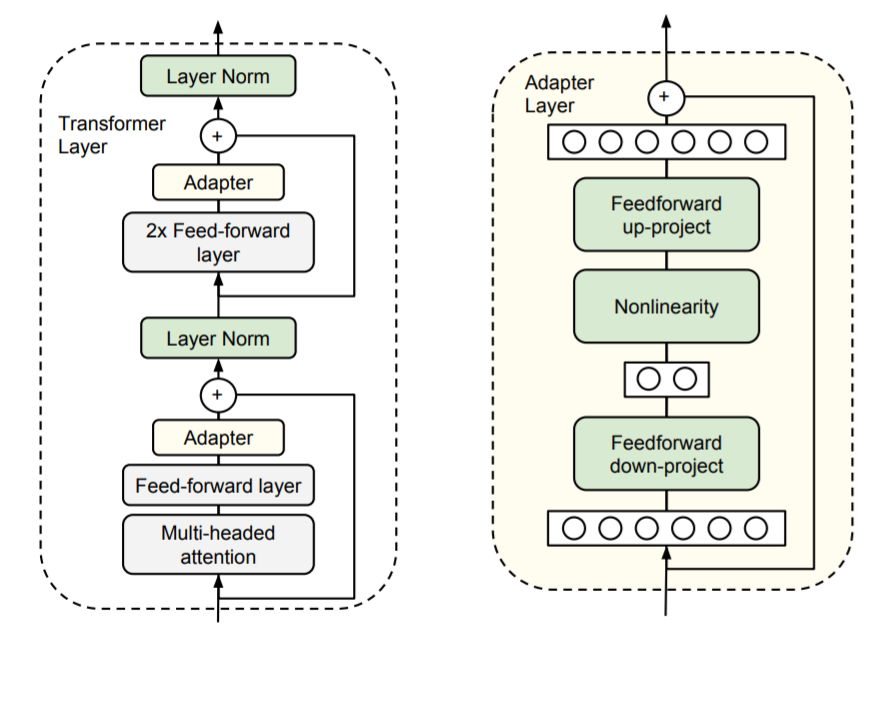 Layer Norm
Transformer
Layer
+
Adapter
2x Feed-forward
layer
Layer Norm
+
Adapter
Feed-forward layer
Multi-headed
attention
Adapter
Layer
+
Feedforward
up-project
Nonlinearity
Feedforward
down-project